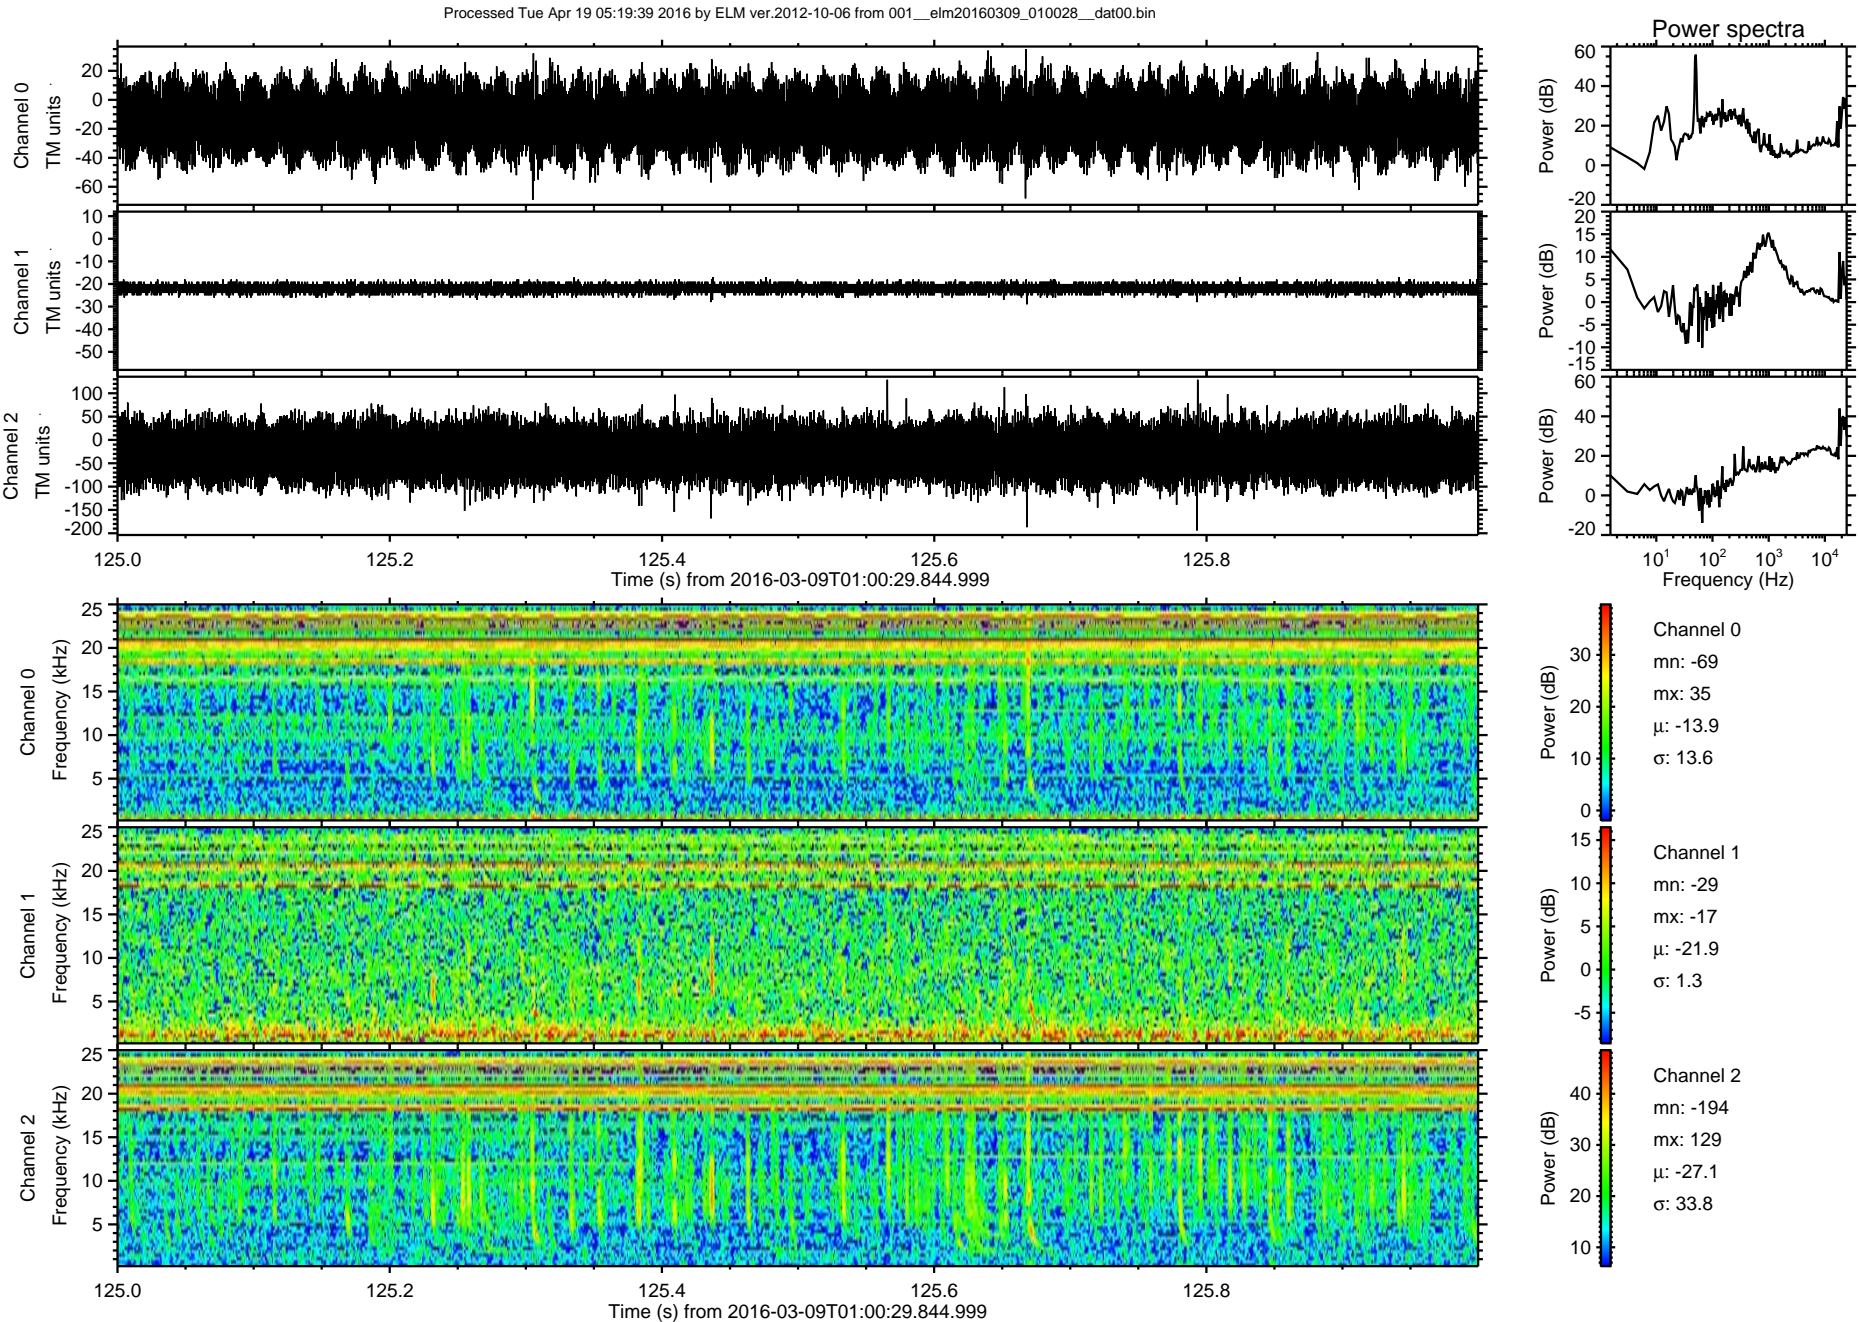 Processed Tue Apr 19 05:19:39 2016 by ELM ver.2012-10-06 from 001__elm20160309_010028__dat00.bin
Power spectra
Channel 0
TM units
20
0
-20
-40
-60
Power (dB)
60
40
20
0
-20
Channel 1
TM units
10
0
-10
-20
-30
-40
-50
Power (dB)
20
15
10
5
0
-5
-10
-15
Channel 2
TM units
100
50
0
-50
-100
-150
-200
Power (dB)
60
40
20
0
-20
125.0 125.2 125.4 125.6 125.8
Time (s) from 2016-03-09T01:00:29.844.999
10^1 10^2 10^3 10^4
Frequency (Hz)
Channel 0
Frequency (kHz)
25
20
15
10
5
Power (dB)
30
20
10
0
Channel 0
mn: -69
mx: 35
μ: -13.9
σ: 13.6
Channel 1
Frequency (kHz)
25
20
15
10
5
Power (dB)
15
10
5
0
-5
Channel 1
mn: -29
mx: -17
μ: -21.9
σ: 1.3
Channel 2
Frequency (kHz)
25
20
15
10
5
Power (dB)
40
30
20
10
Channel 2
mn: -194
mx: 129
μ: -27.1
σ: 33.8
125.0 125.2 125.4 125.6 125.8
Time (s) from 2016-03-09T01:00:29.844.999